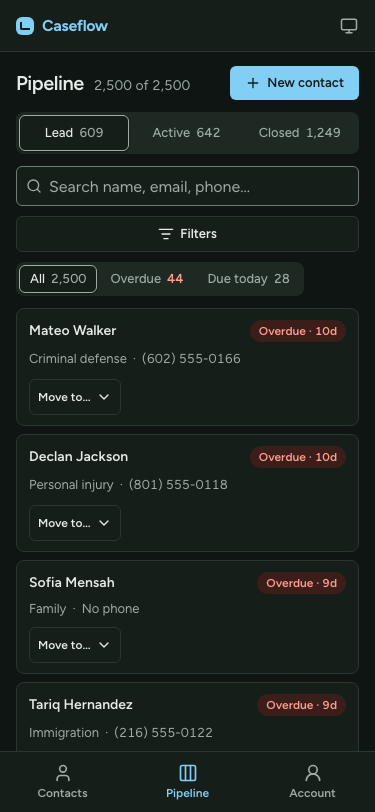 Caseflow
Pipeline 2,500 of 2,500
New contact
Lead 609 Active 642 Closed 1,249
Search name, email, phone...
Filters
All 2,500 Overdue 44 Due today 28
Mateo Walker Overdue · 10d
Criminal defense · (602) 555-0166
Move to...
Declan Jackson Overdue · 10d
Personal injury · (801) 555-0118
Move to...
Sofia Mensah Overdue · 9d
Family · No phone
Move to...
Tariq Hernandez Overdue · 9d
Immigration · (216) 555-0122
Contacts Pipeline Account